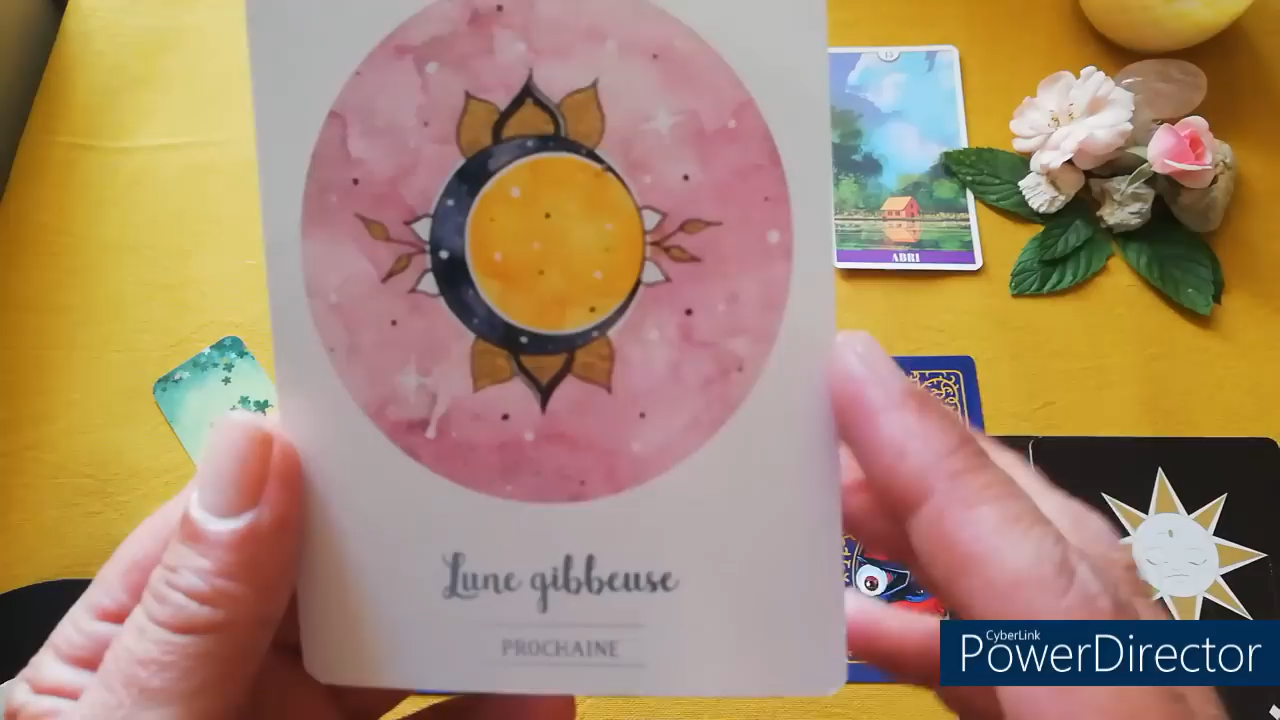 B
ABRI
Lune gibbeuse
PROCHAINE
CyberLink
PowerDirector